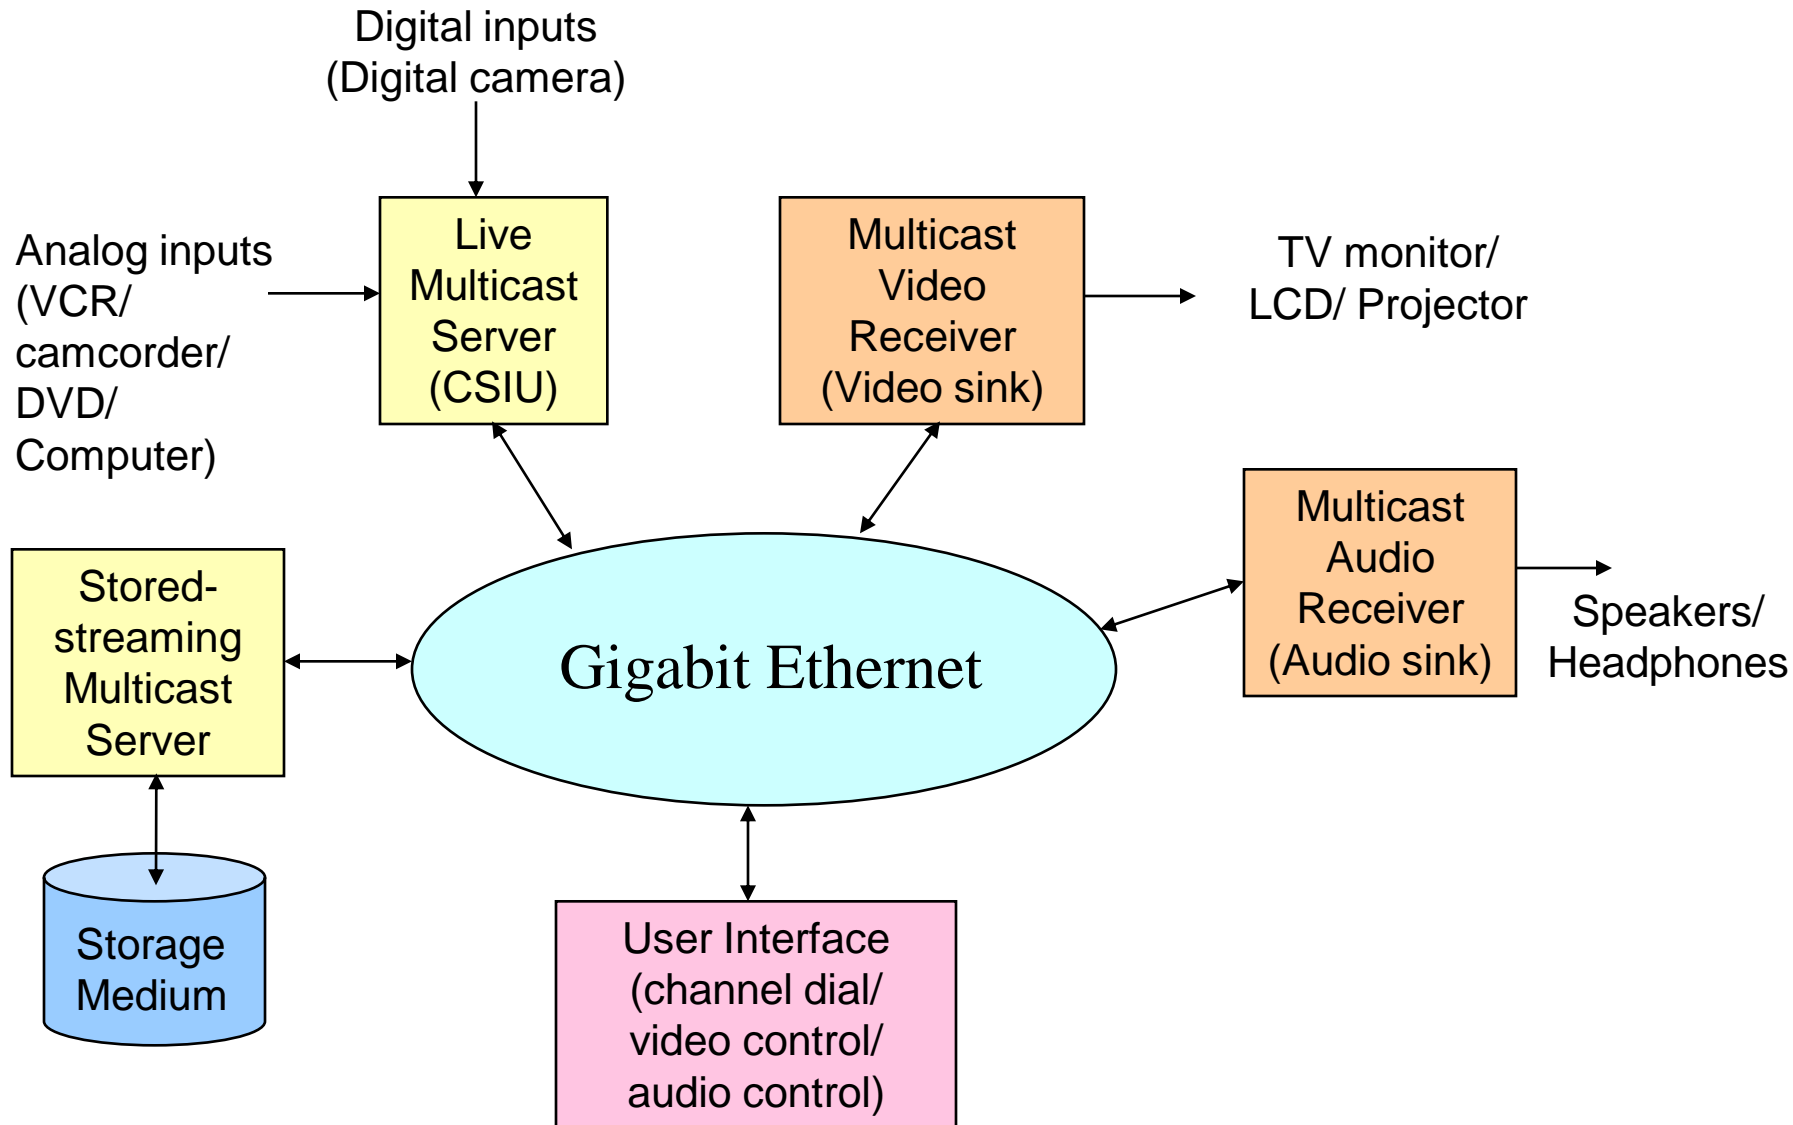 Digital inputs
(Digital camera)
Analog inputs
(VCR/
camcorder/
DVD/
Computer)
Live
Multicast
Server
(CSIU)
Multicast
Video
Receiver
(Video sink)
TV monitor/
LCD/ Projector
Multicast
Audio
Receiver
(Audio sink)
Speakers/
Headphones
Stored-
streaming
Multicast
Server
Gigabit Ethernet
Storage
Medium
User Interface
(channel dial/
video control/
audio control)